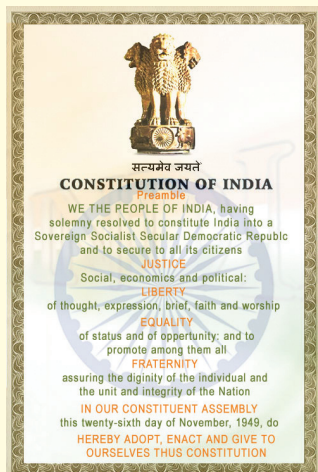 सत्यमेव जयते
CONSTITUTION OF INDIA
Preamble
WE THE PEOPLE OF INDIA, having
solemny resolved to constitute India into a
Sovereign Socialist Secular Democratic Republc
and to secure to all its citizens
JUSTICE
Social, economics and political:
LIBERTY
of thought, expression, brief, faith and worship
EQUALITY
of status and of oppertunity: and to
promote among them all
FRATERNITY
assuring the diginity of the individual and
the unit and integrity of the Nation
IN OUR CONSTITUENT ASSEMBLY
this twenty-sixth day of November, 1949, do
HEREBY ADOPT, ENACT AND GIVE TO
OURSELVES THUS CONSTITUTION